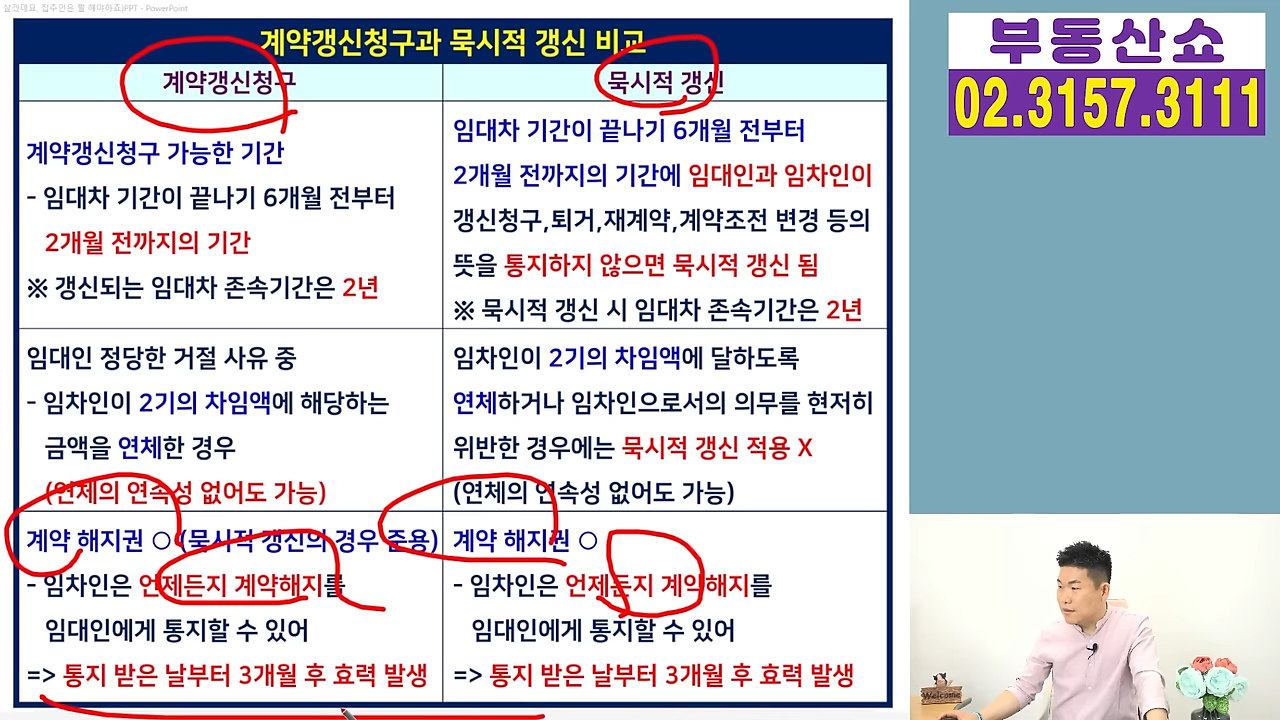 살겠데요. 집주인은 뭘 해야하죠)PPT - PowerPoint
계약갱신청구과 묵시적 갱신 비교
계약갱신청구
계약갱신청구 가능한 기간
- 임대차 기간이 끝나기 6개월 전부터
2개월 전까지의 기간
※ 갱신되는 임대차 존속기간은 2년
임대인 정당한 거절 사유 중
- 임차인이 2기의 차임액에 해당하는
금액을 연체한 경우
(연체의 연속성 없어도 가능)
계약 해지권 ○ (묵시적 갱신의 경우 준용)
- 임차인은 언제든지 계약해지를
임대인에게 통지할 수 있어
=> 통지 받은 날부터 3개월 후 효력 발생
묵시적 갱신
임대차 기간이 끝나기 6개월 전부터
2개월 전까지의 기간에 임대인과 임차인이
갱신청구,퇴거,재계약,계약조전 변경 등의
뜻을 통지하지 않으면 묵시적 갱신 됨
※ 묵시적 갱신 시 임대차 존속기간은 2년
임차인이 2기의 차임액에 달하도록
연체하거나 임차인으로서의 의무를 현저히
위반한 경우에는 묵시적 갱신 적용 X
(연체의 연속성 없어도 가능)
계약 해지권 ○
- 임차인은 언제든지 계약해지를
임대인에게 통지할 수 있어
=> 통지 받은 날부터 3개월 후 효력 발생
부동산쇼
02.3157.3111
Welcome